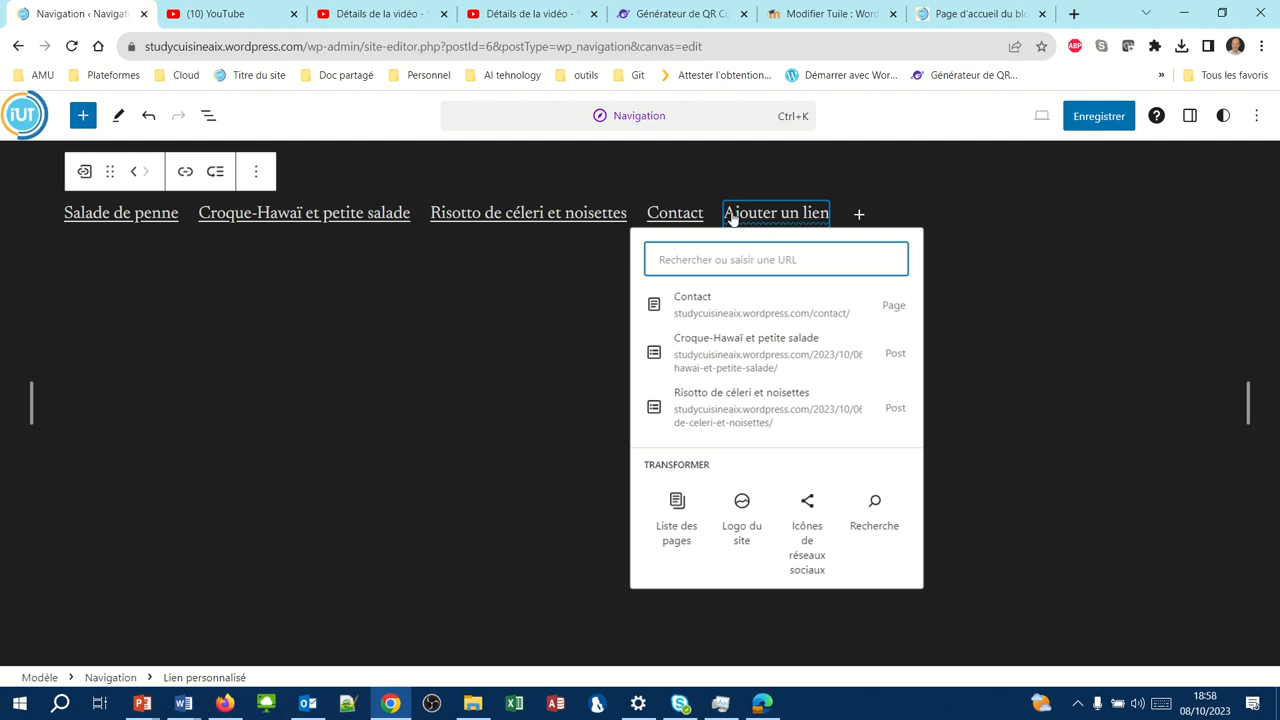 Navigation ‹ Navigati
(10) YouTube
Détails de la vidéo - 
Détails de la vidéo - 
Générateur de QR Co
Modifier Tuile : Word
Page d'accueil du blo
studycuisineaix.wordpress.com/wp-admin/site-editor.php?postId=6&postType=wp_navigation&canvas=edit
ABP
AMU
Plateformes
Cloud
Titre du site
Doc partagé
Personnel
AI tehnology
outils
Git
Attester l'obtention...
Démarrer avec Wor...
Générateur de QR...
»
Tous les favoris
iUT
Navigation
Ctrl+K
Enregistrer
Salade de penne
Croque-Hawaï et petite salade
Risotto de céleri et noisettes
Contact
Ajouter un lien
Rechercher ou saisir une URL
Contact
studycuisineaix.wordpress.com/contact/
Page
Croque-Hawaï et petite salade
studycuisineaix.wordpress.com/2023/10/06
hawai-et-petite-salade/
Post
Risotto de céleri et noisettes
studycuisineaix.wordpress.com/2023/10/06
de-celeri-et-noisettes/
Post
TRANSFORMER
Liste des
pages
Logo du
site
Icônes
de
réseaux
sociaux
Recherche
Modèle
Navigation
Lien personnalisé
18:58
08/10/2023